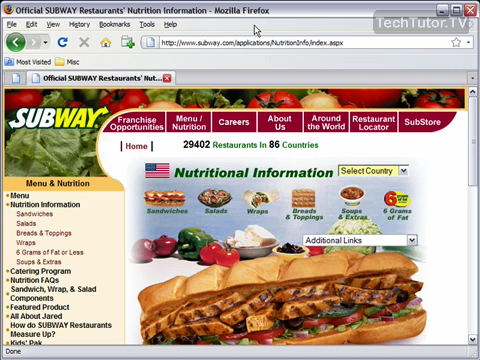 Official SUBWAY Restaurants' Nutrition Information - Mozilla Firefox
TechTutor.TV
File Edit View History Bookmarks Tools Help
http://www.subway.com/applications/NutritionInfo/index.aspx
Most Visited Misc
Official SUBWAY Restaurants' Nut...
SUBWAY
Franchise Opportunities
Menu / Nutrition
Careers
About Us
Around the World
Restaurant Locator
SubStore
Home
29402 Restaurants In 86 Countries
Nutritional Information
Select Country
Sandwiches
Salads
Wraps
Breads & Toppings
Soups & Extras
6 Grams of Fat
Additional Links
Menu & Nutrition
Menu
Nutrition Information
Sandwiches
Salads
Breads & Toppings
Wraps
6 Grams of Fat or Less
Soups & Extras
Catering Program
Nutrition FAQs
Sandwich, Wrap, & Salad
Components
Featured Product
All About Jared
How do SUBWAY Restaurants
Measure Up?
Kids' Pak
Done